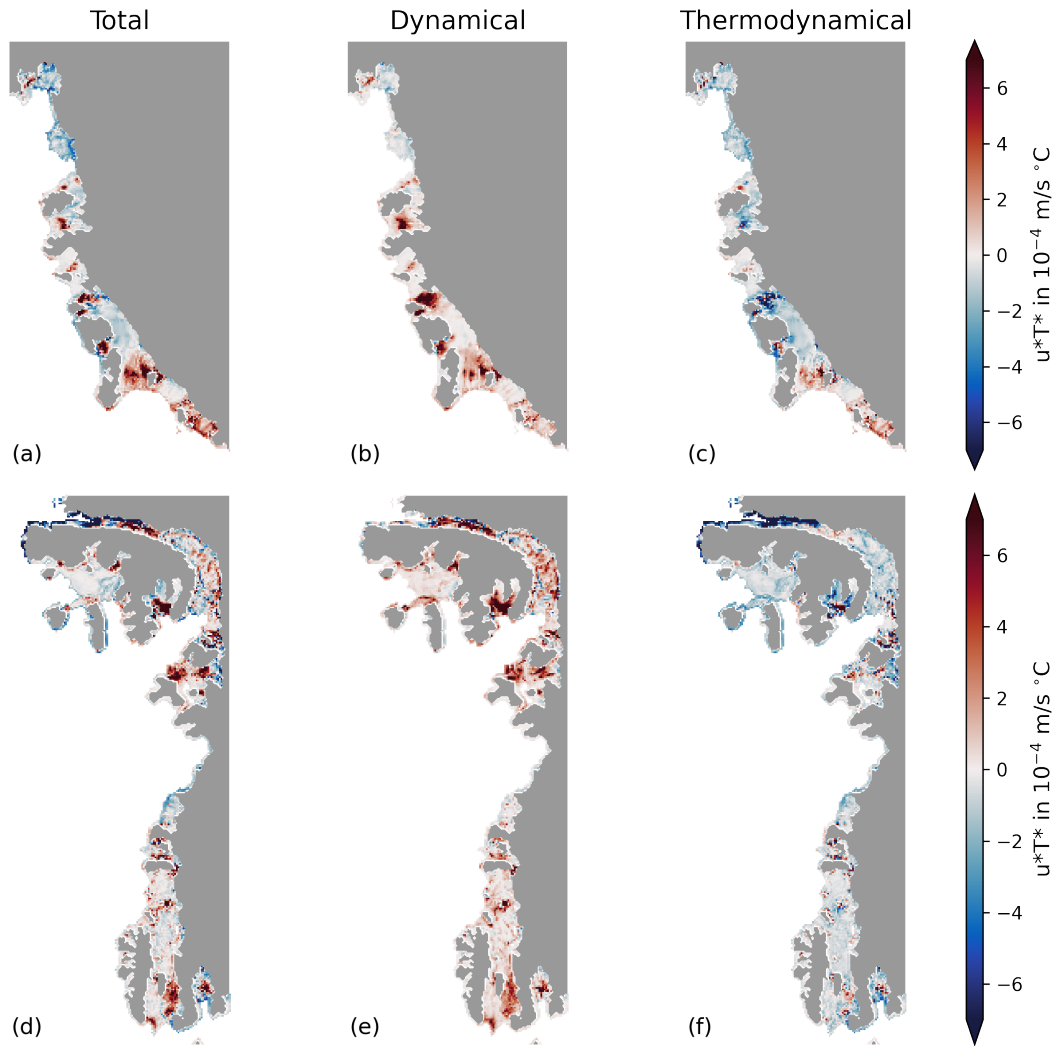 Total Dynamical Thermodynamical
(a) (b) (c)
6
4
2
0
−2
−4
−6
u*T* in 10⁻⁴ m/s °C
(d) (e) (f)
6
4
2
0
−2
−4
−6
u*T* in 10⁻⁴ m/s °C